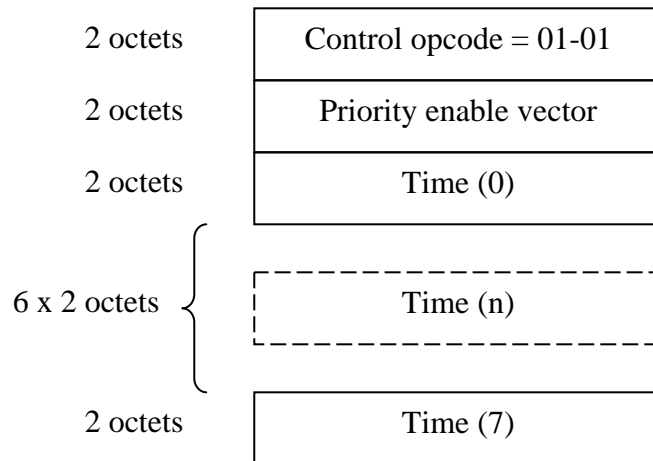 2 octets Control opcode = 01-01
2 octets Priority enable vector
2 octets Time (0)
6 x 2 octets Time (n)
2 octets Time (7)